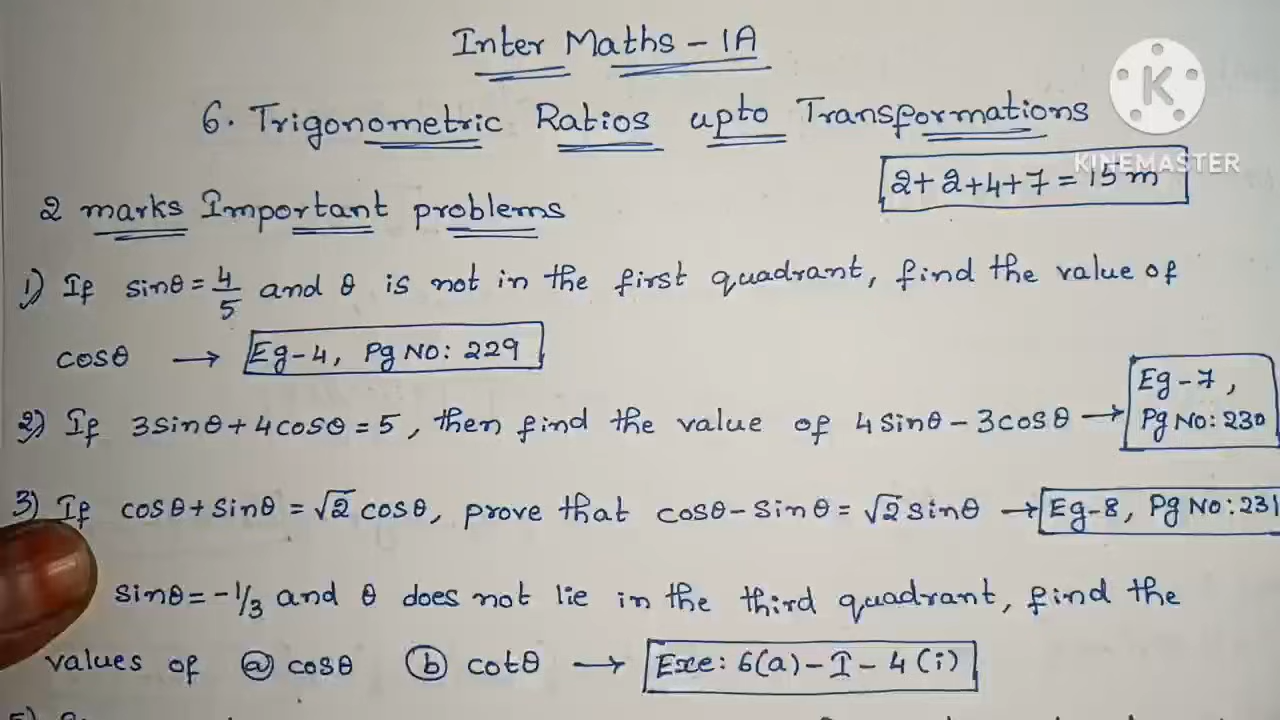 Inter Maths - 1A
6. Trigonometric Ratios upto Transformations
K
KINEMASTER
2+2+4+7=15m
2 marks Important problems
1) If sinθ=4/5 and θ is not in the first quadrant, find the value of
cosθ → Eg-4, Pg NO: 229
2) If 3sinθ+4cosθ=5, then find the value of 4sinθ-3cosθ → Eg-7, Pg NO:230
3) If cosθ+sinθ=√2 cosθ, prove that cosθ-sinθ=√2 sinθ → Eg-8, Pg NO:231
sinθ=-1/3 and θ does not lie in the third quadrant, find the
values of ⓐ cosθ ⓑ cotθ → Exe: 6(a)-I-4(i)